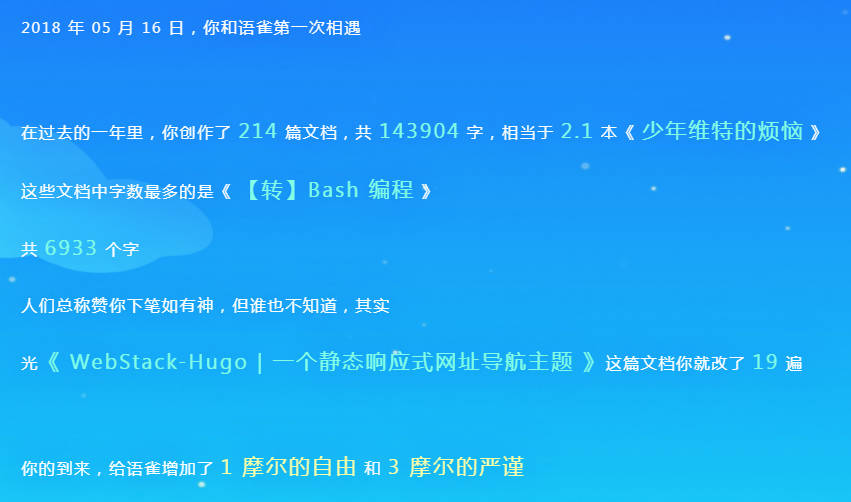 2018 年 05 月 16 日，你和语雀第一次相遇
在过去的一年里，你创作了 214 篇文档，共 143904 字，相当于 2.1 本《 少年维特的烦恼 》
这些文档中字数最多的是《 【转】Bash 编程 》
共 6933 个字
人们总称赞你下笔如有神，但谁也不知道，其实
光《 WebStack-Hugo | 一个静态响应式网址导航主题 》这篇文档你就改了 19 遍
你的到来，给语雀增加了 1 摩尔的自由 和 3 摩尔的严谨